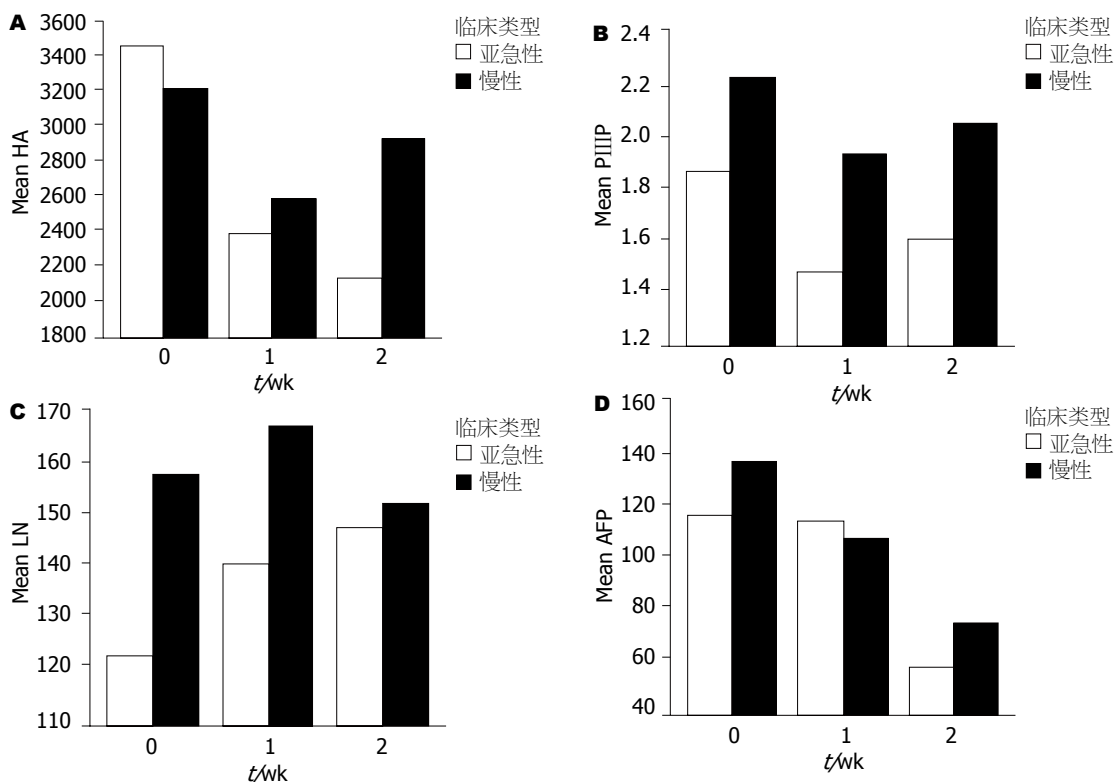 A
临床类型
亚急性
慢性
Mean HA
3600
3400
3200
3000
2800
2600
2400
2200
2000
1800
0 1 2
t/wk
B
临床类型
亚急性
慢性
Mean PIIIP
2.4
2.2
2.0
1.8
1.6
1.4
1.2
0 1 2
t/wk
C
临床类型
亚急性
慢性
Mean LN
170
160
150
140
130
120
110
0 1 2
t/wk
D
临床类型
亚急性
慢性
Mean AFP
160
140
120
100
80
60
40
0 1 2
t/wk